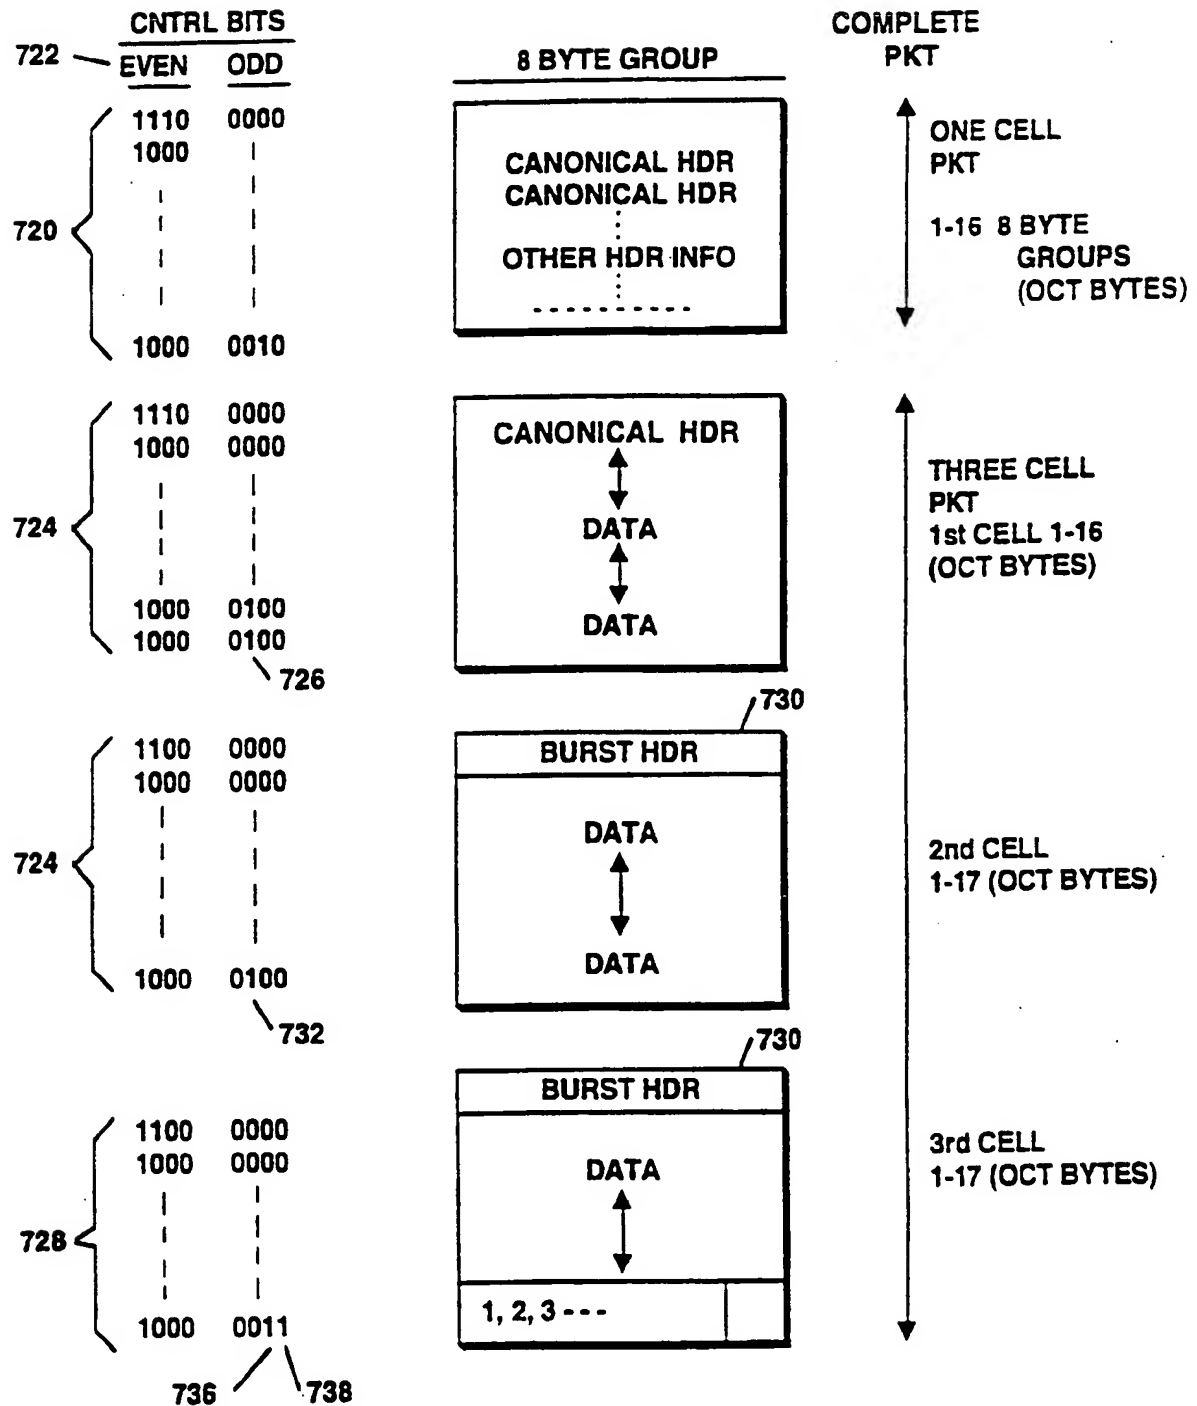 CNTRL BITS
722
EVEN ODD
8 BYTE GROUP
COMPLETE
PKT
720
1110 0000
1000
1000 0010
CANONICAL HDR
CANONICAL HDR
OTHER HDR INFO
ONE CELL
PKT
1-16 8 BYTE
GROUPS
(OCT BYTES)
724
1110 0000
1000 0000
1000 0100
1000 0100
726
CANONICAL HDR
DATA
DATA
THREE CELL
PKT
1st CELL 1-16
(OCT BYTES)
724
1100 0000
1000 0000
1000 0100
732
730
BURST HDR
DATA
DATA
2nd CELL
1-17 (OCT BYTES)
728
1100 0000
1000 0000
1000 0011
736 738
730
BURST HDR
DATA
1, 2, 3 - - -
3rd CELL
1-17 (OCT BYTES)